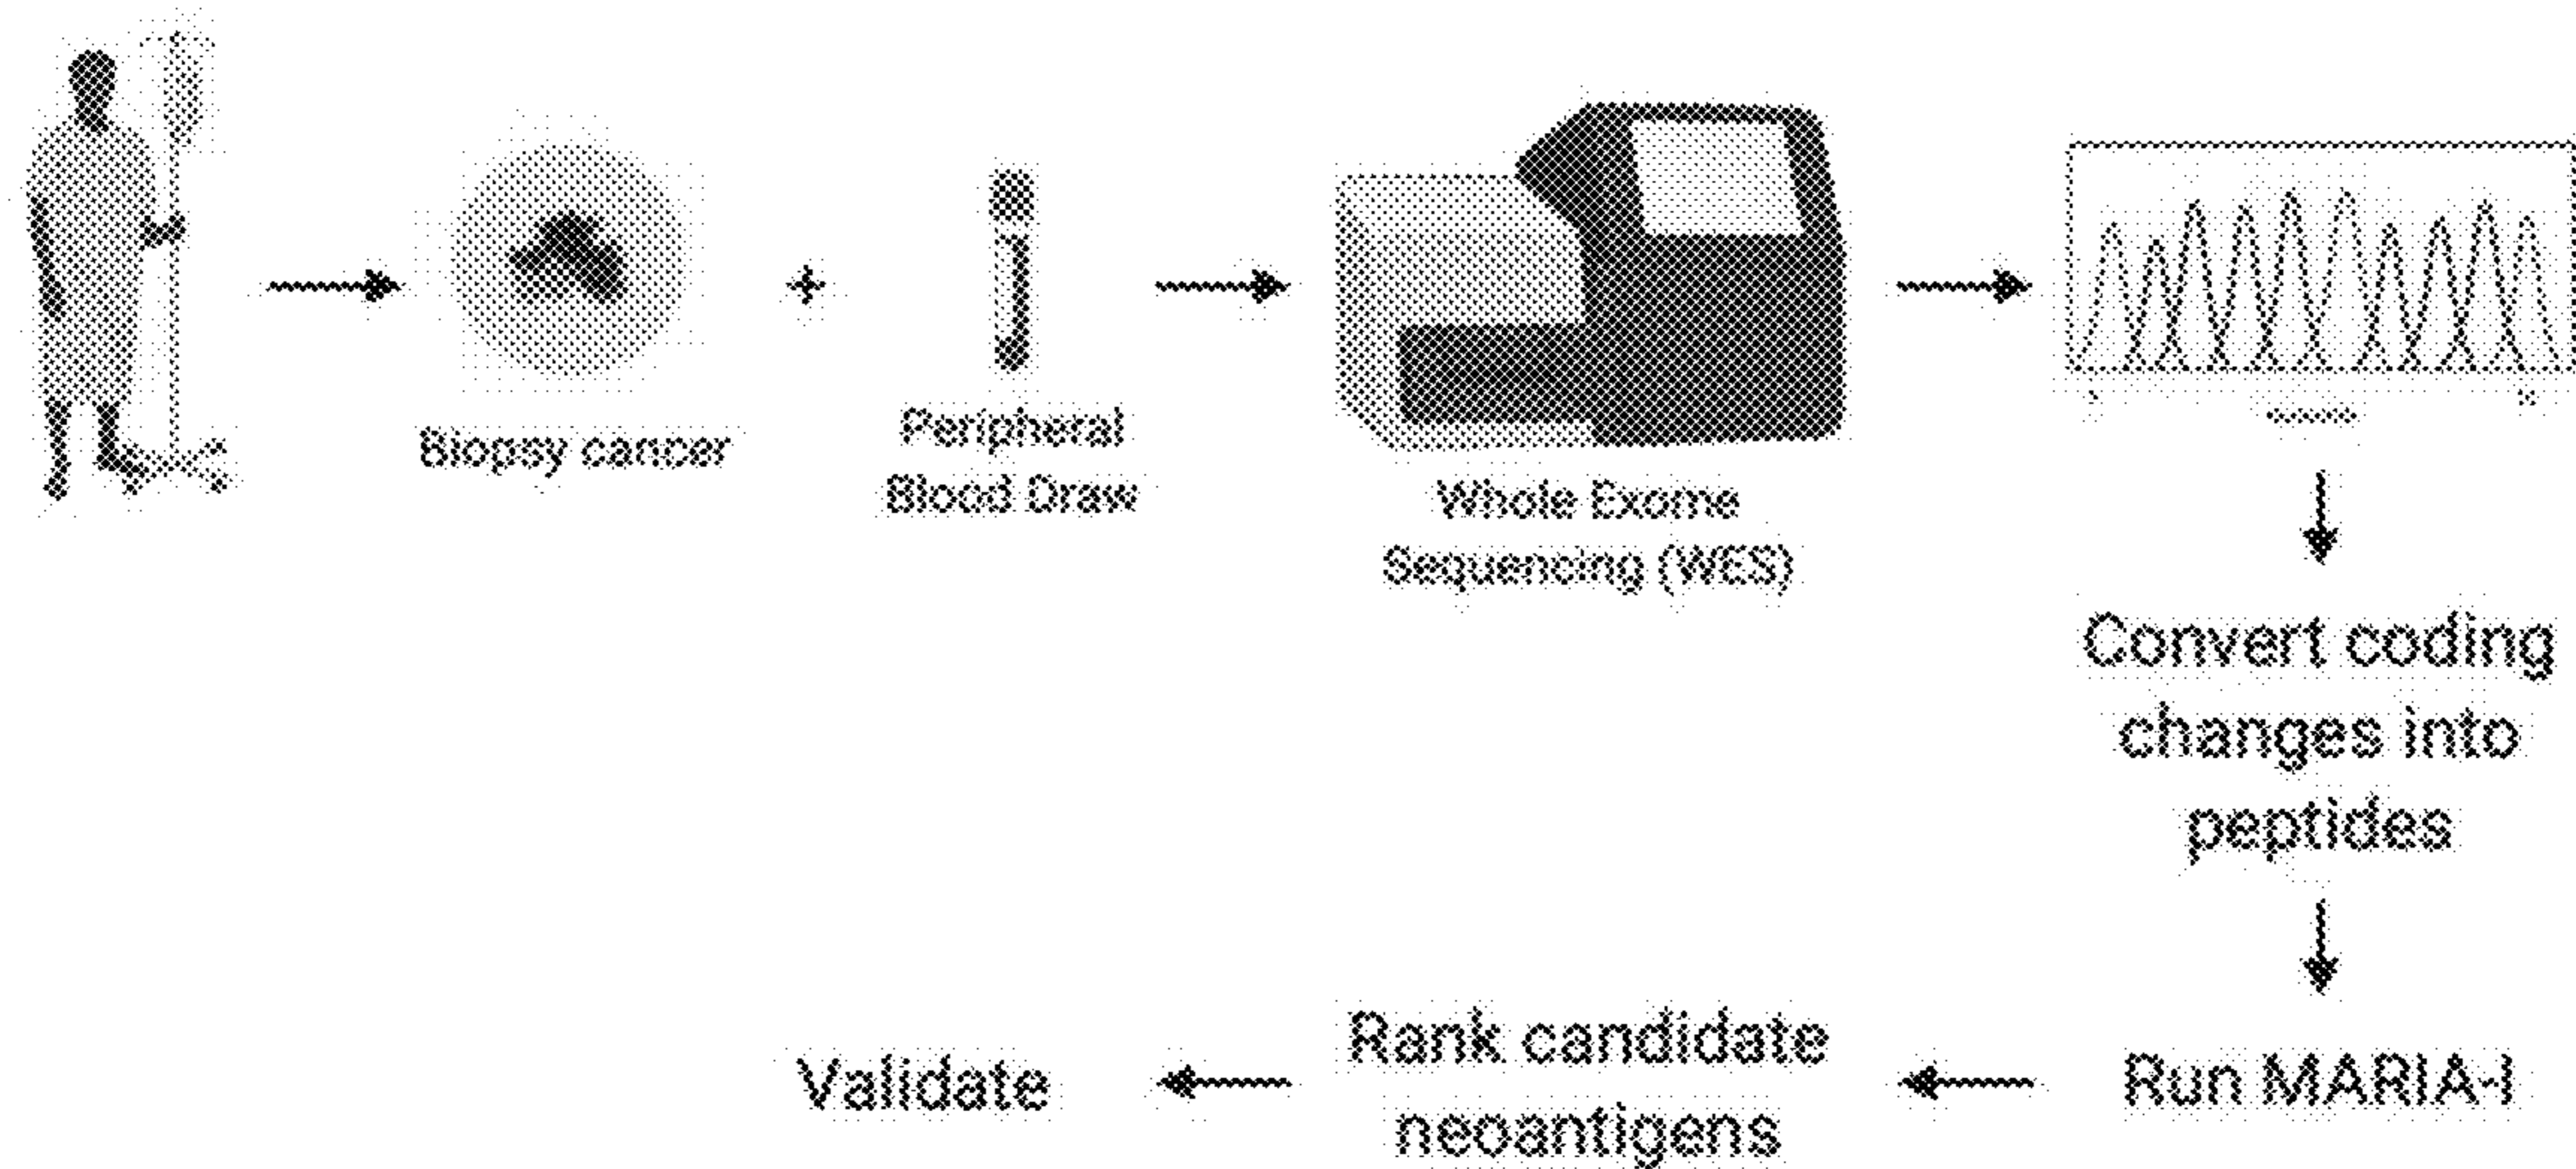 Biopsy cancer
Peripheral
Blood Draw
Whole Exome
Sequencing (WES)
Convert coding
changes into
peptides
Run MARIA-I
Rank candidate
neoantigens
Validate